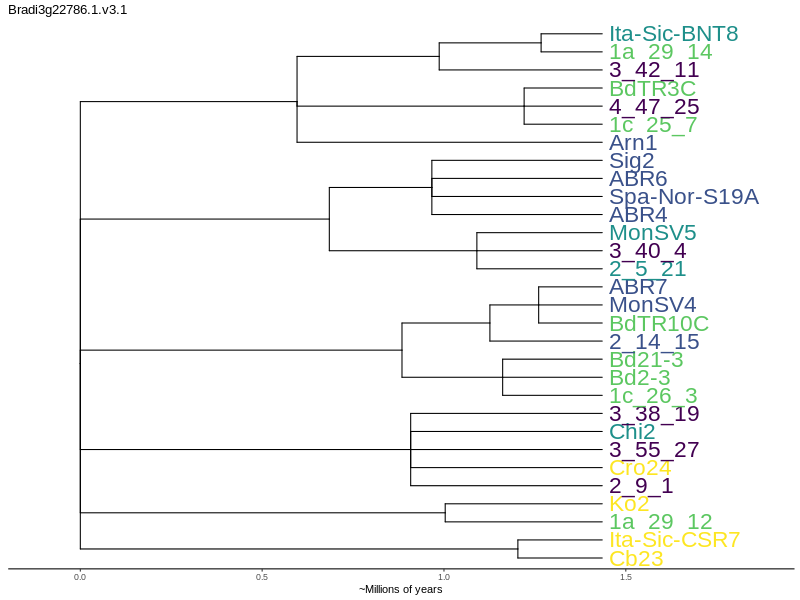 Bradi3g22786.1.v3.1
Ita-Sic-BNT8
1a_29_14
3_42_11
BdTR3C
4_47_25
1c_25_7
Arn1
Sig2
ABR6
Spa-Nor-S19A
ABR4
MonSV5
3_40_4
2_5_21
ABR7
MonSV4
BdTR10C
2_14_15
Bd21-3
Bd2-3
1c_26_3
3_38_19
Chi2
3_55_27
Cro24
2_9_1
Ko2
1a_29_12
Ita-Sic-CSR7
Cb23
0.0 0.5 1.0 1.5
~Millions of years